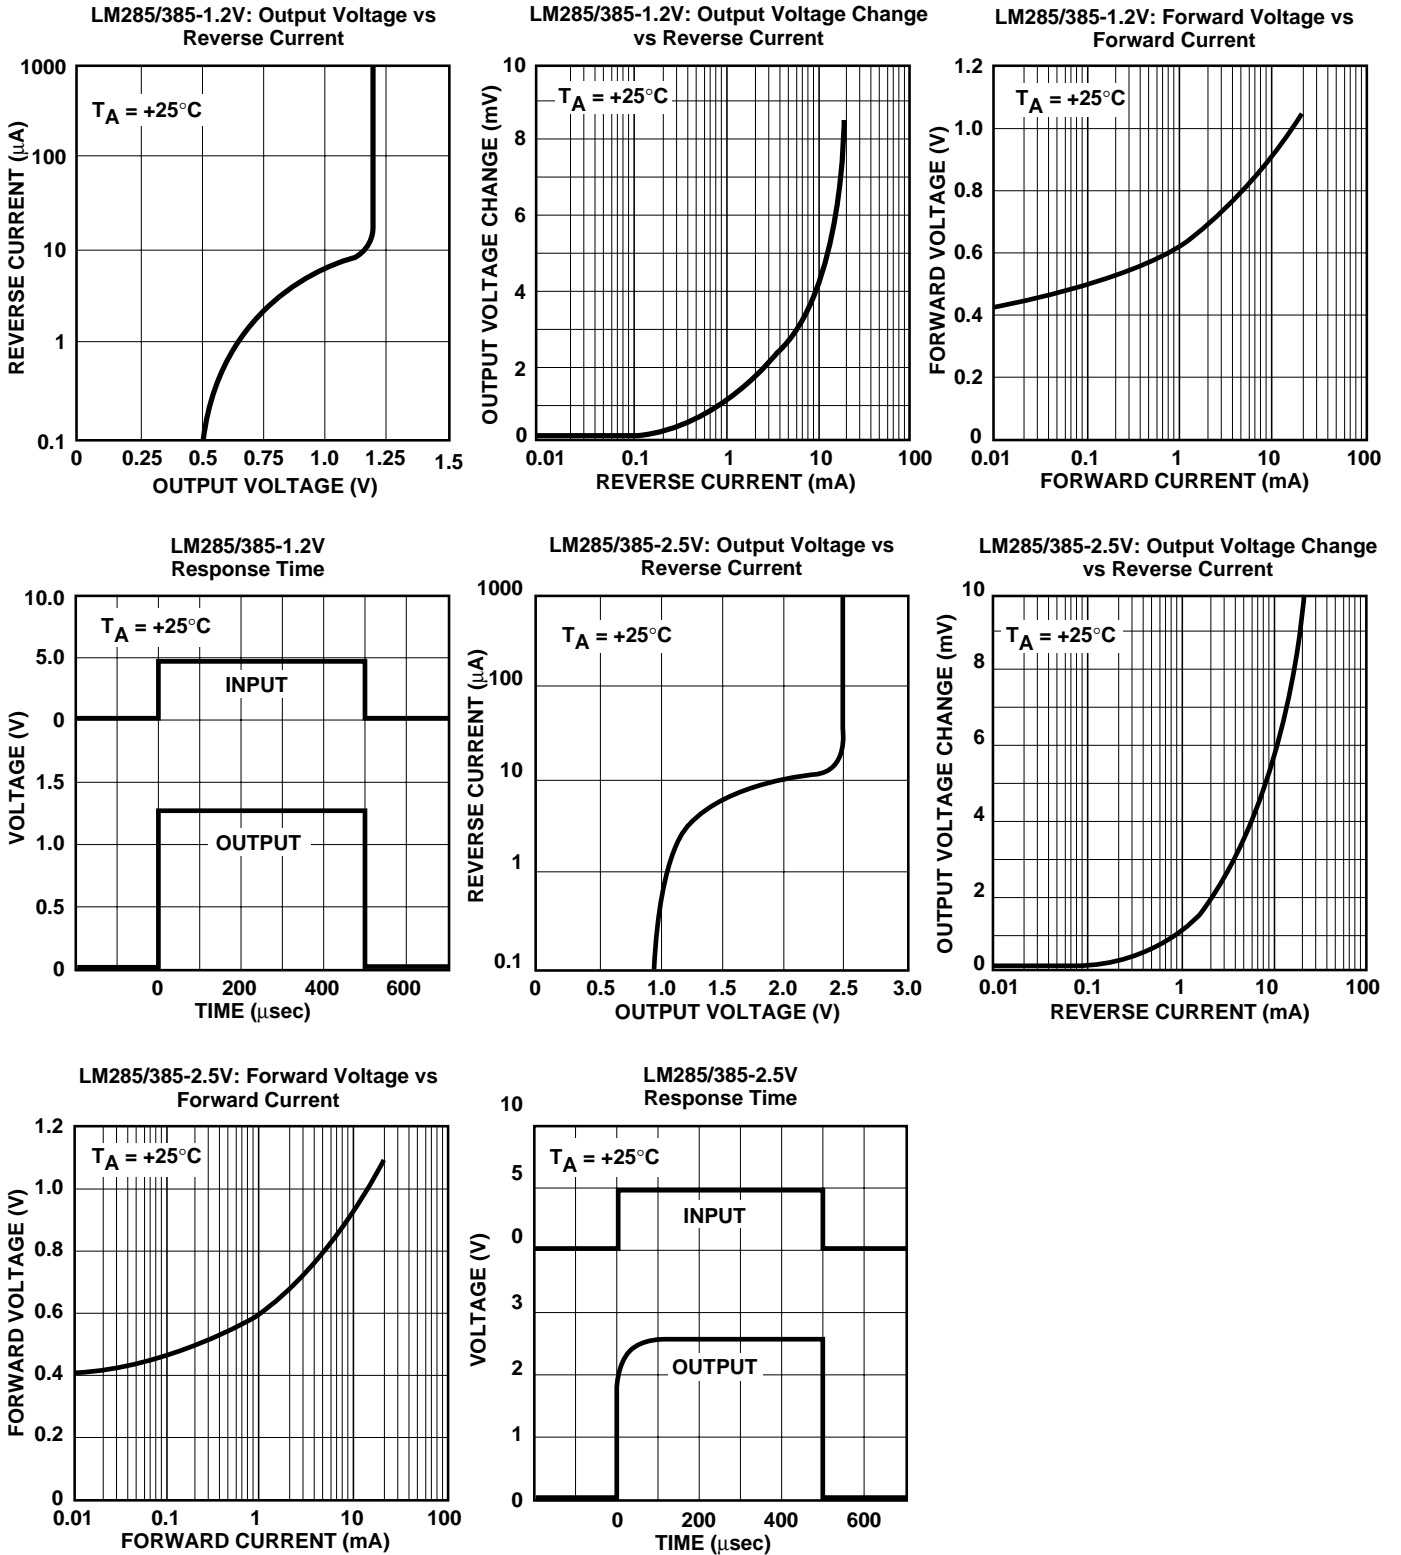 LM285/385-1.2V: Output Voltage vs
Reverse Current
1000
100
10
1
0.1
REVERSE CURRENT (μA)
TA = +25°C
0 0.25 0.5 0.75 1.0 1.25 1.5
OUTPUT VOLTAGE (V)
LM285/385-1.2V: Output Voltage Change
vs Reverse Current
10
8
6
4
2
0
OUTPUT VOLTAGE CHANGE (mV)
TA = +25°C
0.01 0.1 1 10 100
REVERSE CURRENT (mA)
LM285/385-1.2V: Forward Voltage vs
Forward Current
1.2
1.0
0.8
0.6
0.4
0.2
0
FORWARD VOLTAGE (V)
TA = +25°C
0.01 0.1 1 10 100
FORWARD CURRENT (mA)
LM285/385-1.2V
Response Time
10.0
5.0
0
1.5
1.0
0.5
0
VOLTAGE (V)
TA = +25°C
INPUT
OUTPUT
0 200 400 600
TIME (μsec)
LM285/385-2.5V: Output Voltage vs
Reverse Current
1000
100
10
1
0.1
REVERSE CURRENT (μA)
TA = +25°C
0 0.5 1.0 1.5 2.0 2.5 3.0
OUTPUT VOLTAGE (V)
LM285/385-2.5V: Output Voltage Change
vs Reverse Current
10
8
6
4
2
0
OUTPUT VOLTAGE CHANGE (mV)
TA = +25°C
0.01 0.1 1 10 100
REVERSE CURRENT (mA)
LM285/385-2.5V: Forward Voltage vs
Forward Current
1.2
1.0
0.8
0.6
0.4
0.2
0
FORWARD VOLTAGE (V)
TA = +25°C
0.01 0.1 1 10 100
FORWARD CURRENT (mA)
LM285/385-2.5V
Response Time
10
5
0
3
2
1
0
VOLTAGE (V)
TA = +25°C
INPUT
OUTPUT
0 200 400 600
TIME (μsec)